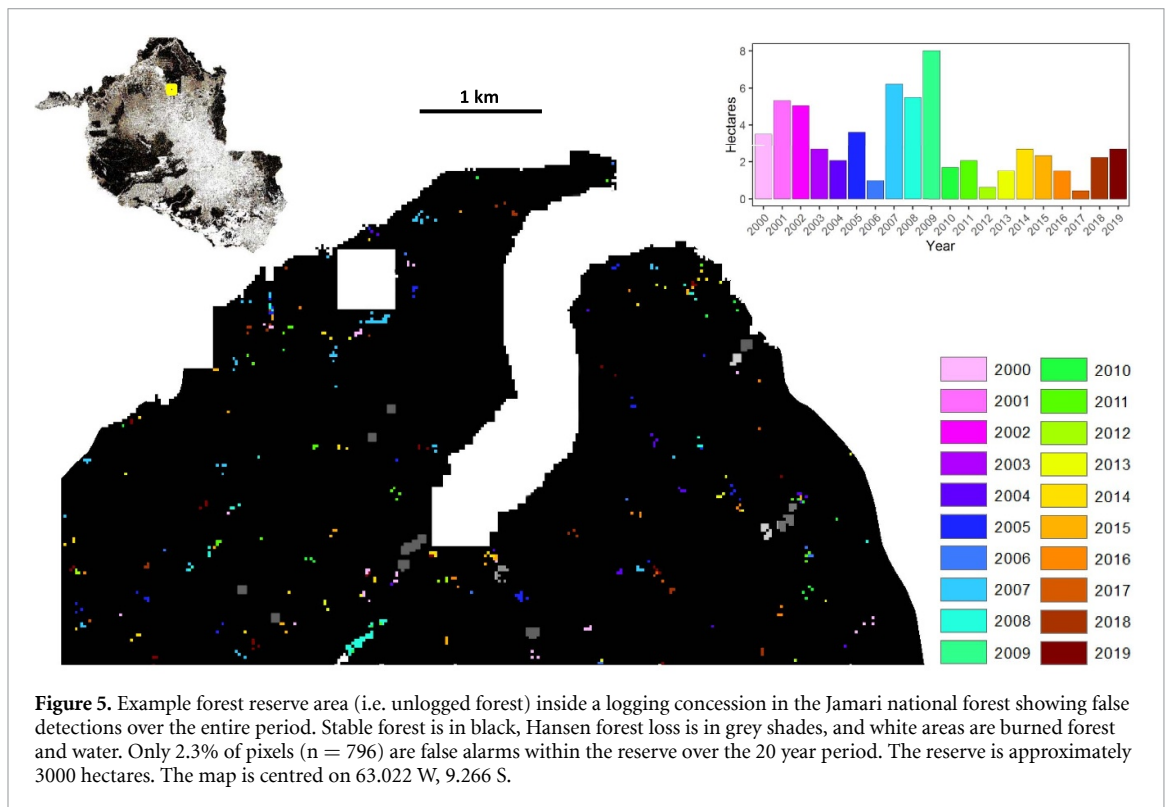 1 km
8
6
4
2
0
Hectares
2000 2001 2002 2003 2004 2005 2006 2007 2008 2009 2010 2011 2012 2013 2014 2015 2016 2017 2018 2019
Year
2000 2010
2001 2011
2002 2012
2003 2013
2004 2014
2005 2015
2006 2016
2007 2017
2008 2018
2009 2019
Figure 5. Example forest reserve area (i.e. unlogged forest) inside a logging concession in the Jamari national forest showing false
detections over the entire period. Stable forest is in black, Hansen forest loss is in grey shades, and white areas are burned forest
and water. Only 2.3% of pixels (n = 796) are false alarms within the reserve over the 20 year period. The reserve is approximately
3000 hectares. The map is centred on 63.022 W, 9.266 S.